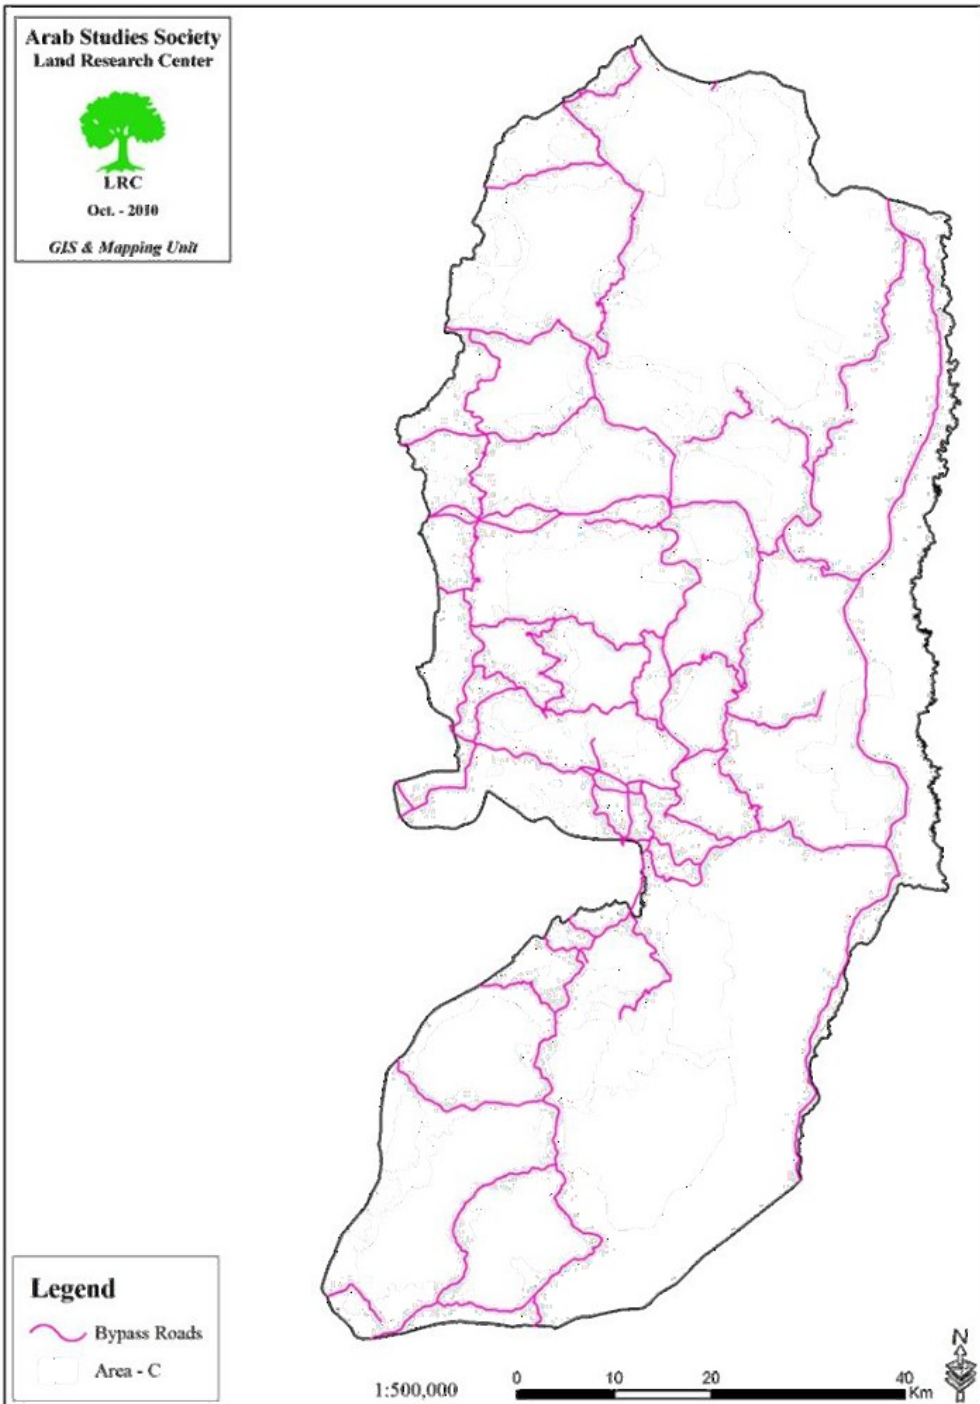 Arab Studies Society
Land Research Center
LRC
Oct. - 2010
GIS & Mapping Unit
Legend
Bypass Roads
Area - C
1:500,000
0 10 20 40
Km
N